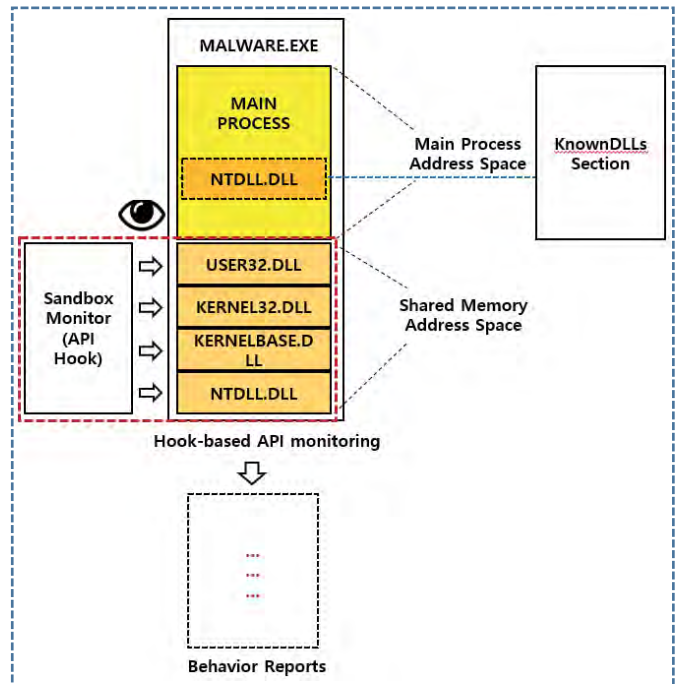 MALWARE.EXE
MAIN
PROCESS
NTDLL.DLL
Main Process
Address Space
KnownDLLs
Section
Sandbox
Monitor
(API
Hook)
USER32.DLL
KERNEL32.DLL
KERNELBASE.D
LL
NTDLL.DLL
Shared Memory
Address Space
Hook-based API monitoring
...
...
...
Behavior Reports